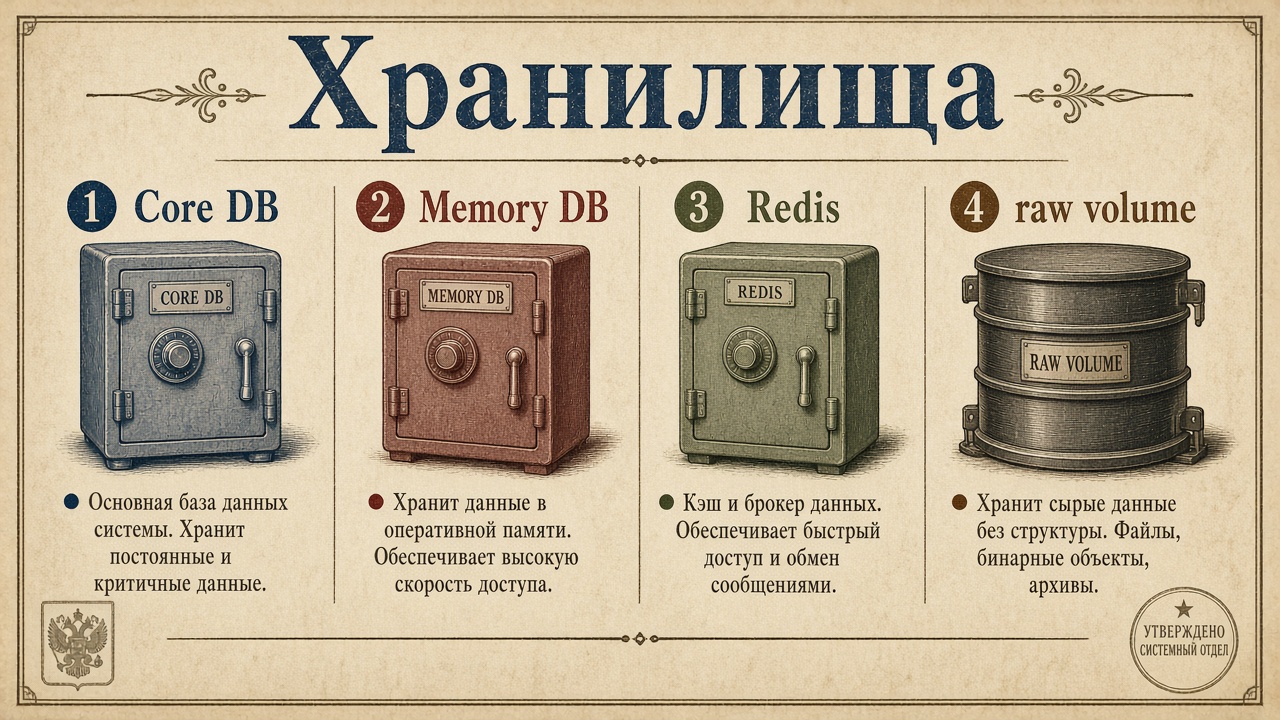 Хранилища
1 Core DB
CORE DB
Основная база данных
системы. Хранит
постоянные и
критичные данные.
2 Memory DB
MEMORY DB
Хранит данные в
оперативной памяти.
Обеспечивает высокую
скорость доступа.
3 Redis
REDIS
Кэш и брокер данных.
Обеспечивает быстрый
доступ и обмен
сообщениями.
4 raw volume
RAW VOLUME
Хранит сырые данные
без структуры. Файлы,
бинарные объекты,
архивы.
УТВЕРЖДЕНО
СИСТЕМНЫЙ ОТДЕЛ